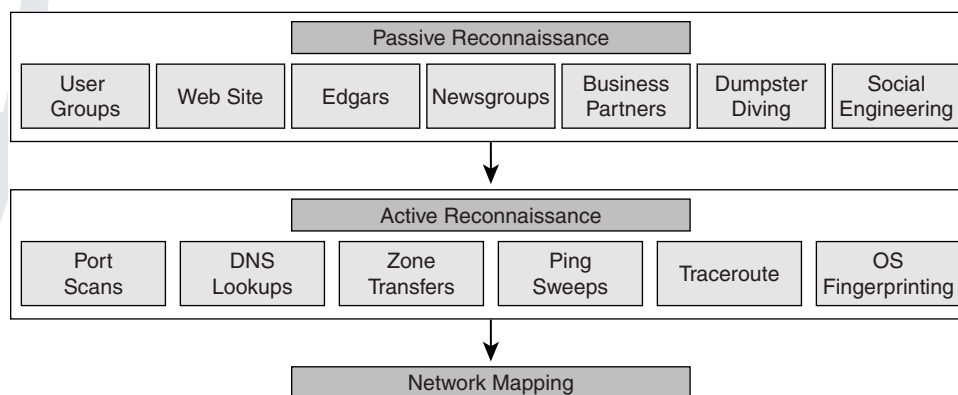 Passive Reconnaissance
User
Groups
Web Site
Edgars
Newsgroups
Business
Partners
Dumpster
Diving
Social
Engineering
Active Reconnaissance
Port
Scans
DNS
Lookups
Zone
Transfers
Ping
Sweeps
Traceroute
OS
Fingerprinting
Network Mapping